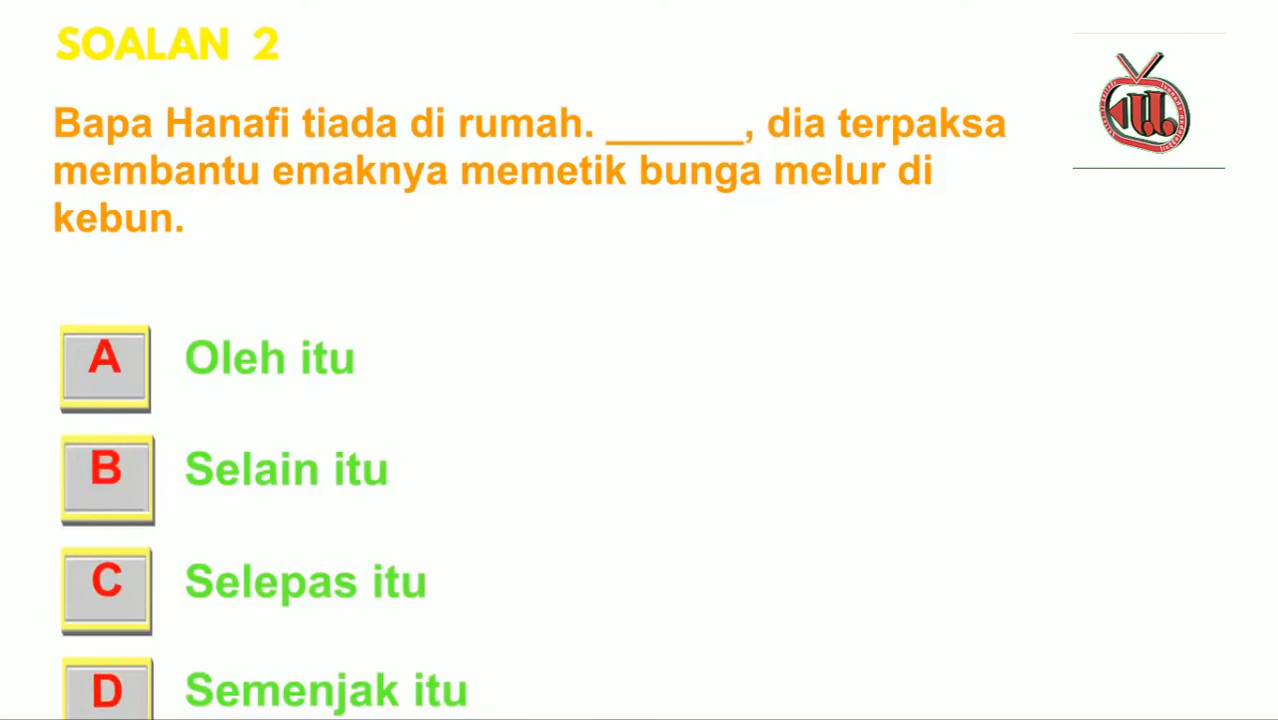 SOALAN 2
Bapa Hanafi tiada di rumah. ______, dia terpaksa
membantu emaknya memetik bunga melur di
kebun.
A Oleh itu
B Selain itu
C Selepas itu
D Semenjak itu